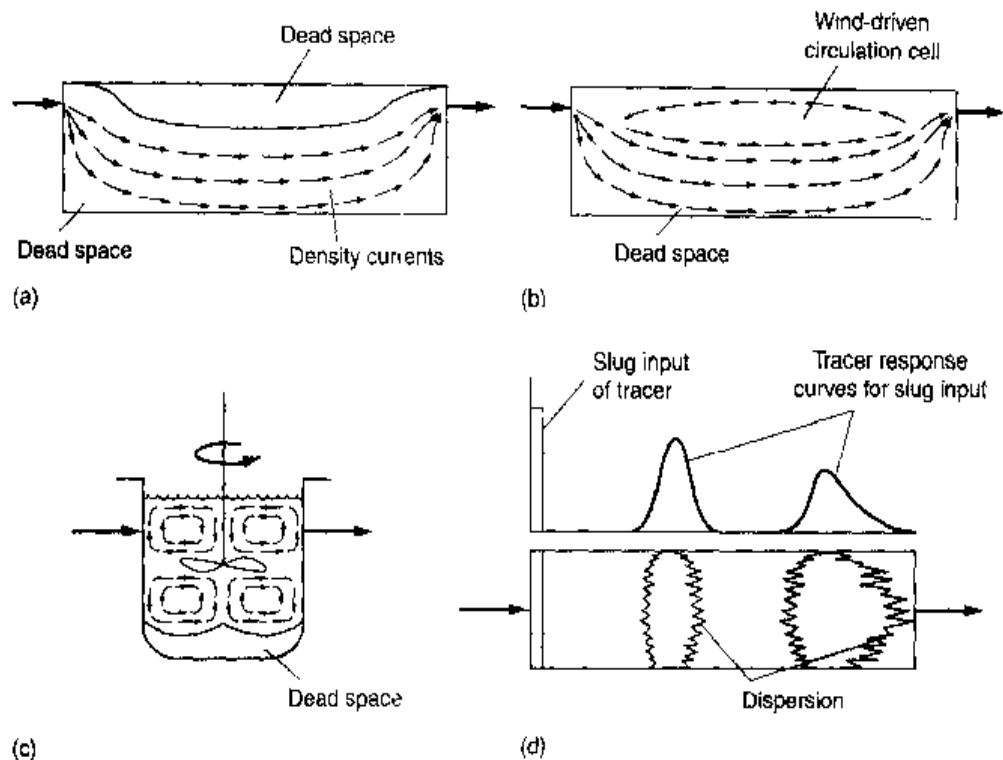 Dead space
Dead space
Density currents
(a)
Wind-driven
circulation cell
Dead space
(b)
Dead space
(c)
Slug input
of tracer
Tracer response
curves for slug input
Dispersion
(d)